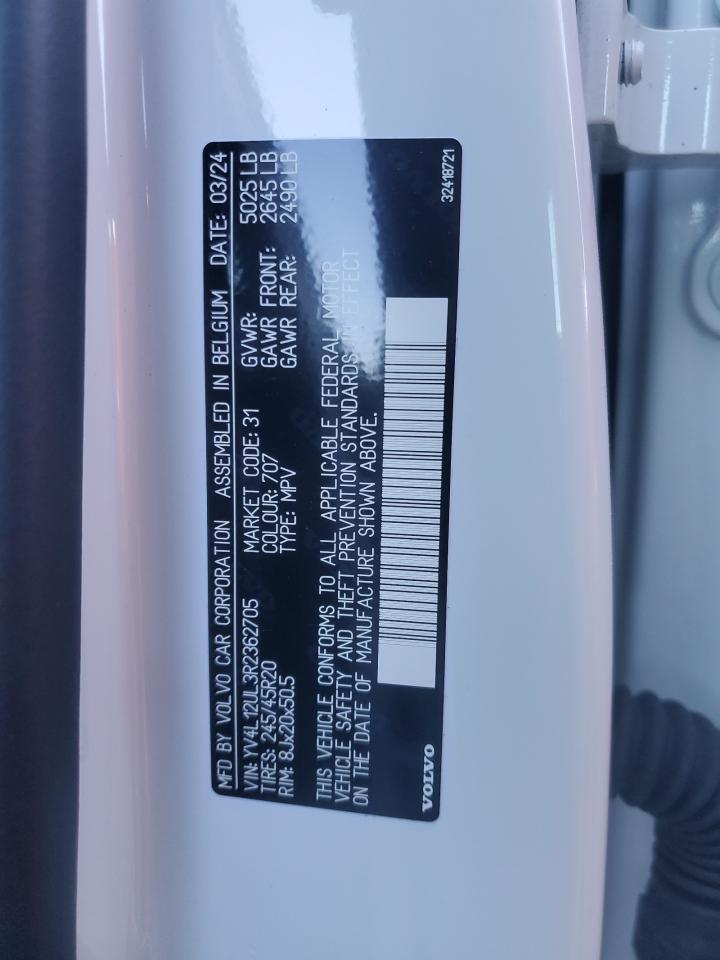 MFD BY VOLVO CAR CORPORATION ASSEMBLED IN BELGIUM DATE: 03/24
VIN: YV4L12UL3R2362705 MARKET CODE: 31 GVWR: 5025 LB
TIRES: 245/45R20 COLOUR: 707 GAWR FRONT: 2645 LB
RIM: 8Jx20x50.5 TYPE: MPV GAWR REAR: 2490 LB
THIS VEHICLE CONFORMS TO ALL APPLICABLE FEDERAL MOTOR
VEHICLE SAFETY AND THEFT PREVENTION STANDARDS IN EFFECT
ON THE DATE OF MANUFACTURE SHOWN ABOVE.
VOLVO 32418721